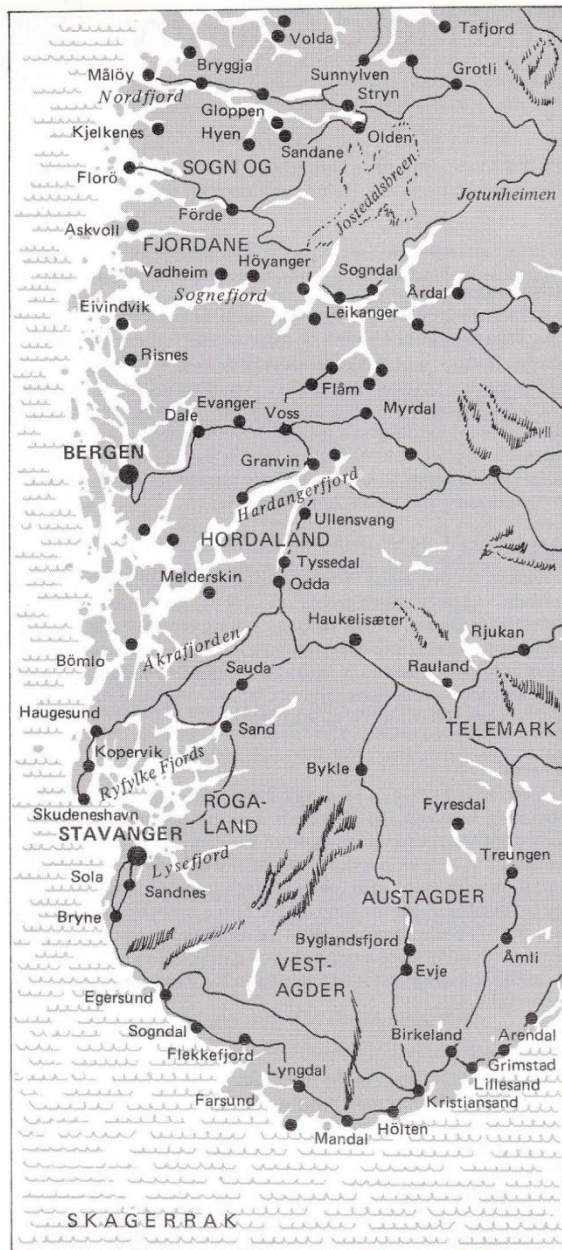 Volda
Tafjord
Bryggja
Målöy
Sunnylven
Grotli
Nordfjord
Stryn
Gloppen
Kjelkenes
Hyen
Olden
Sandane
SOGN OG
Florö
Jostedalsbreen
Jotunheimen
Förde
Askvoll
FJORDANE
Höyanger
Vadheim
Sogndal
Årdal
Sognefjord
Eivindvik
Leikanger
Risnes
Flåm
Evanger
Dale
Voss
Myrdal
BERGEN
Granvin
Hardangerfjord
Ullensvang
HORDALAND
Tyssedal
Melderskin
Odda
Haukelisæter
Rjukan
Akrafjorden
Bömlo
Sauda
Rauland
Haugesund
Sand
TELEMARK
Kopervik
Ryfylke Fjords
Bykle
Skudeneshavn
ROGA-
LAND
Fyresdal
STAVANGER
Lysefjord
Treungen
Sola
Sandnes
AUSTAGDER
Bryne
Byglandsfjord
Åmli
VEST-
AGDER
Evje
Egersund
Sogndal
Birkeland
Arendal
Flekkefjord
Grimstad
Lyngdal
Lillesand
Farsund
Kristiansand
Hölten
Mandal
SKAGERRAK